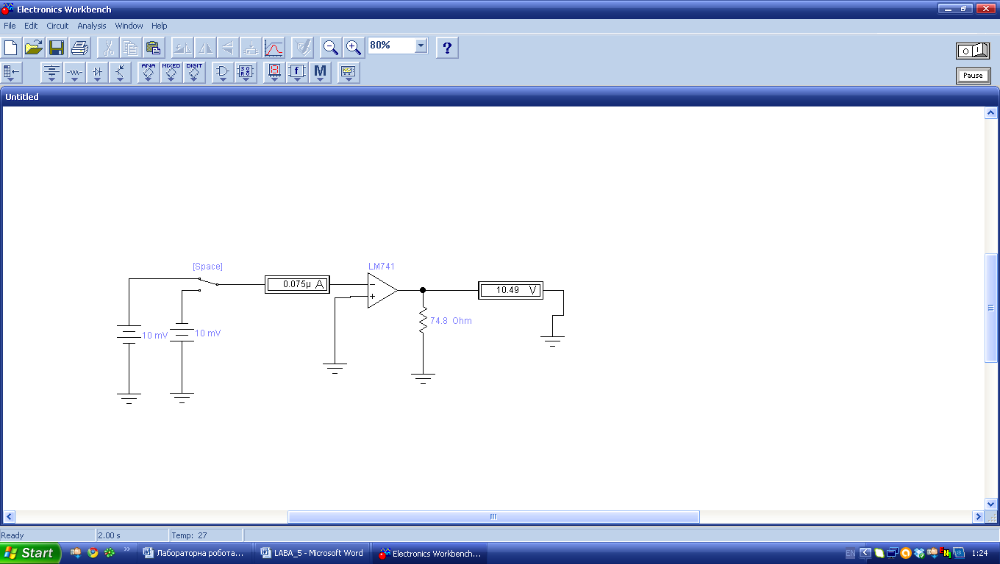 Electronics Workbench
File Edit Circuit Analysis Window Help
80%
?
O I
ANA MIXED DIGIT
f M
Pause
Untitled
[Space]
LM741
0.075µ A
10.49 V
74.8 Ohm
10 mV
10 mV
Ready 2.00 s Temp: 27
Start
Лабораторна робота...
LABA_5 - Microsoft Word
Electronics Workbenc...
EN
1:24